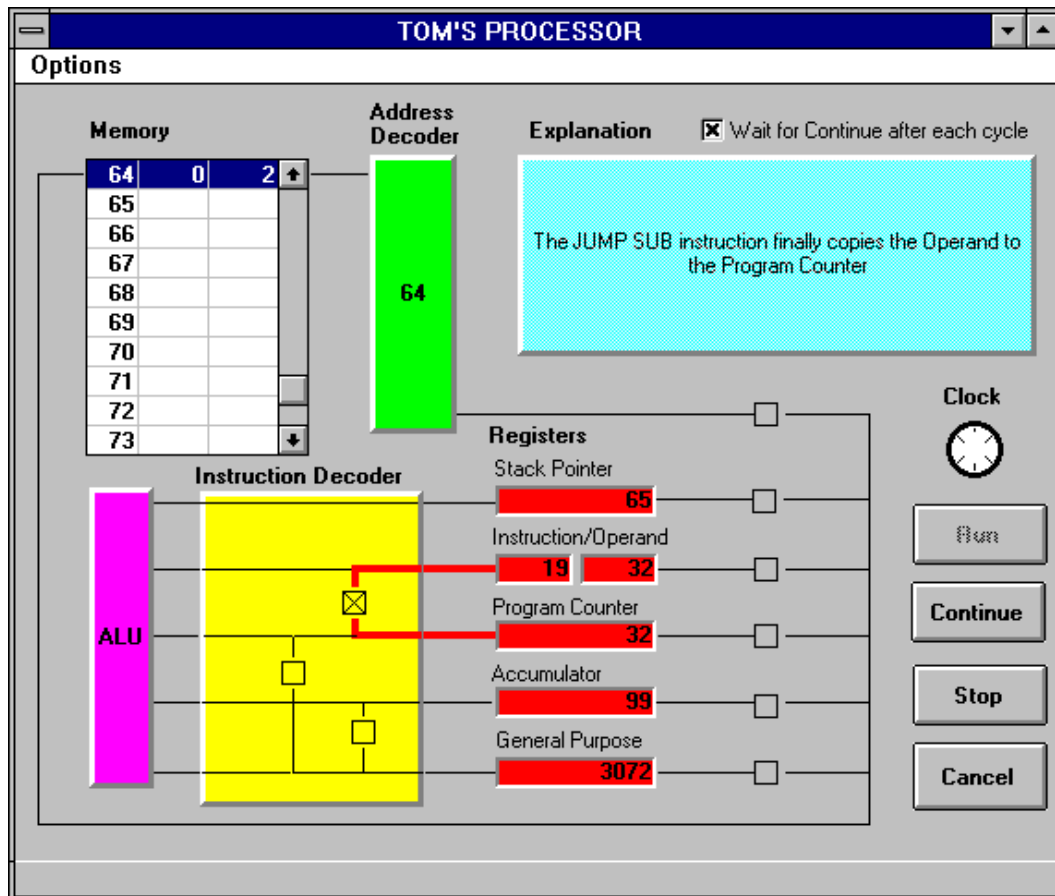 TOM'S PROCESSOR
Options
Memory
Address
Decoder
Explanation
Wait for Continue after each cycle
64 0 2
65
66
67
68
69
70
71
72
73
64
The JUMP SUB instruction finally copies the Operand to
the Program Counter
Clock
Registers
Instruction Decoder
Stack Pointer
65
Instruction/Operand
19 32
Program Counter
32
Accumulator
99
General Purpose
3072
ALU
Run
Continue
Stop
Cancel